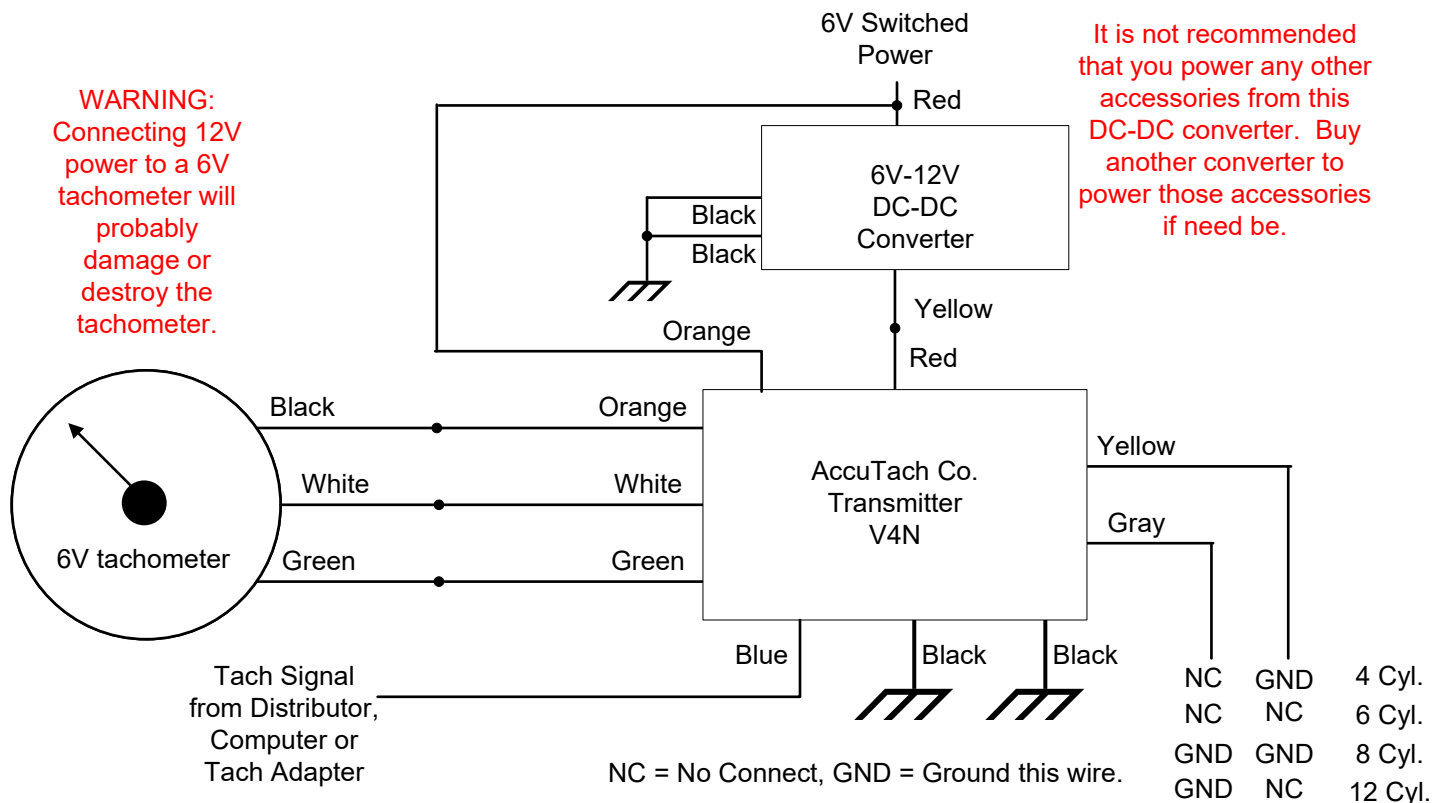 6V Switched
Power
It is not recommended
that you power any other
accessories from this
DC-DC converter.  Buy
another converter to
power those accessories
if need be.
WARNING:
Connecting 12V
power to a 6V
tachometer will
probably
damage or
destroy the
tachometer.
Red
6V-12V
DC-DC
Converter
Black
Black
Yellow
Red
Orange
Black
Orange
White
White
Green
Green
6V tachometer
AccuTach Co.
Transmitter
V4N
Yellow
Gray
Blue
Black
Black
Tach Signal
from Distributor,
Computer or
Tach Adapter
NC GND 4 Cyl.
NC NC 6 Cyl.
GND GND 8 Cyl.
GND NC 12 Cyl.
NC = No Connect, GND = Ground this wire.